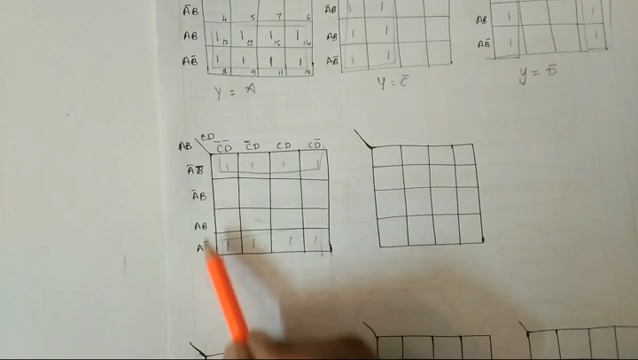 ĀB 4 5 7 6
AB 1 12 1 13 1 15 1 14
AB̄ 1 8 1 9 1 11 1 10
Y = A
1 1
AB 1 1
AB̄ 1 1
Y = C̄
AB 1 1
AB̄ 1 1
y = D̄
AB CD C̄D̄ C̄D CD CD̄
ĀB̄ 1 1 1 1
ĀB
AB
A 1 1 1 1